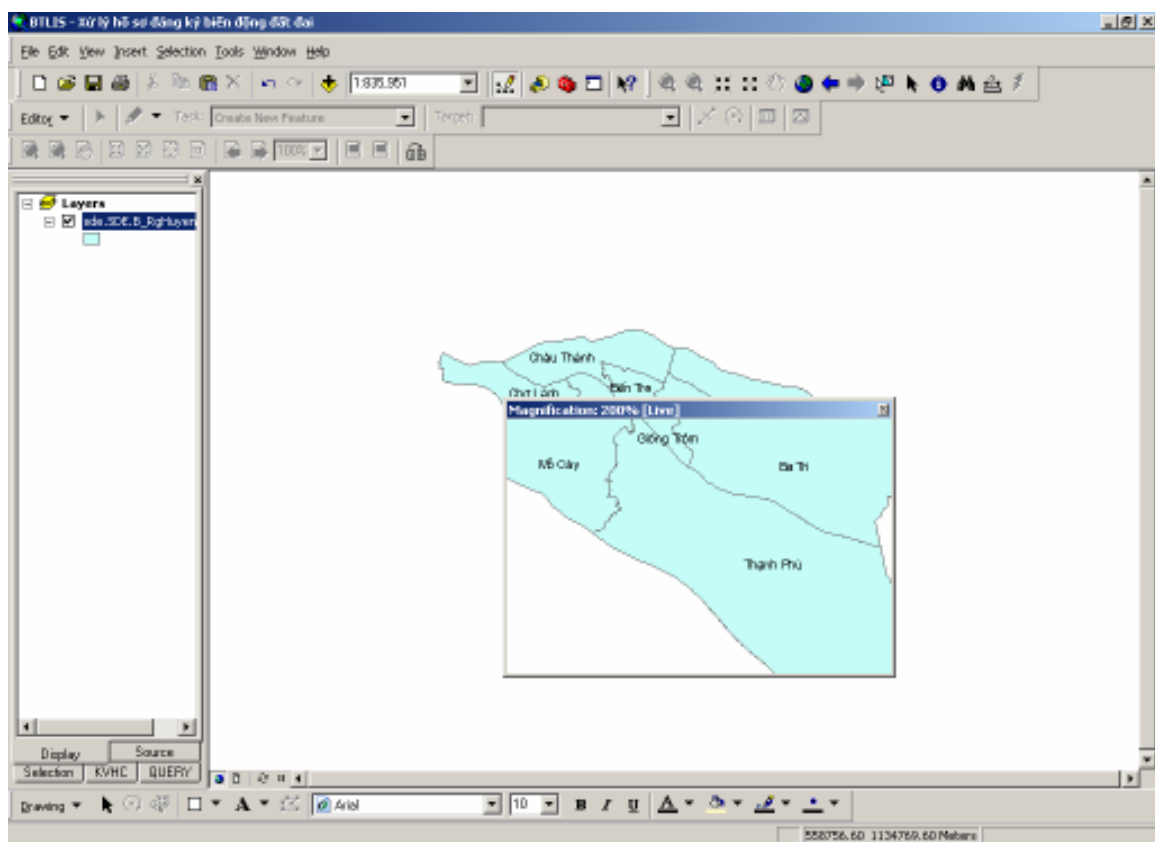 BTLIS - Xử lý hồ sơ đăng ký biến động đất đai
File Edit View Insert Selection Tools Window Help
1:835.951
Editor Task: Create New Feature Target:
100%
Layers
sde.SDE.B_RgHuyen
Châu Thành
Chợt Lám
Bến Tre
Magnification: 200% [Live]
Giồng Trôm
Mỏ Cày
Ba Tri
Thạnh Phú
Display Source
Selection KVHC QUERY
Drawing A Arial 10 B I U A
558756.60 1134769.60 Meters